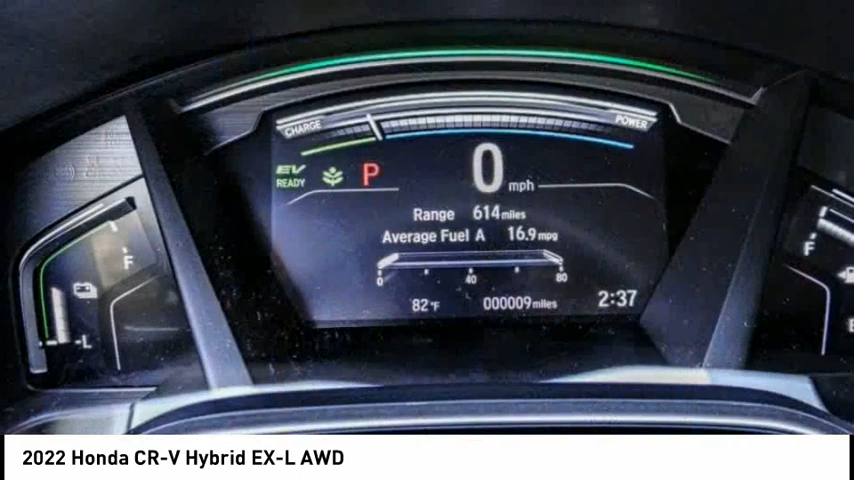 CHARGE POWER
EV READY P 0 mph
Range 614 miles
Average Fuel A 16.9 mpg
0 40 80
82°F 000009 miles 2:37
F
L
F
E
2022 Honda CR-V Hybrid EX-L AWD